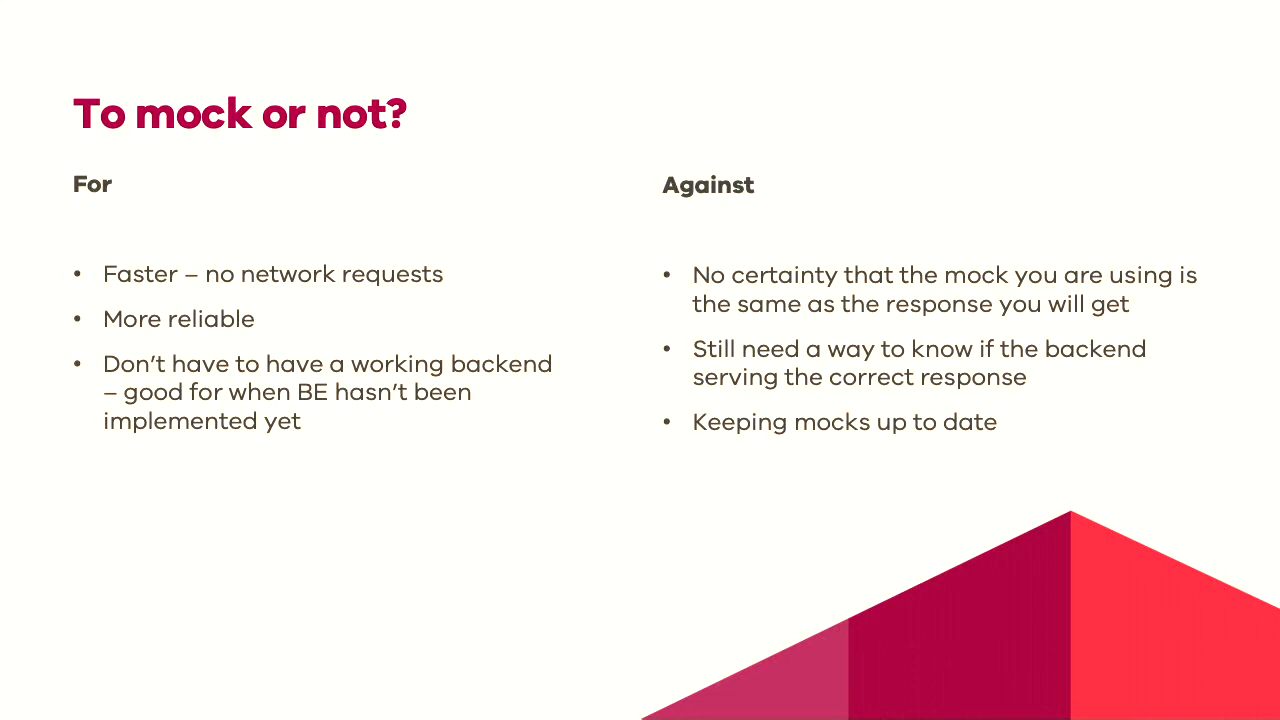 To mock or not?
For
• Faster – no network requests
• More reliable
• Don’t have to have a working backend
– good for when BE hasn’t been
implemented yet
Against
• No certainty that the mock you are using is
the same as the response you will get
• Still need a way to know if the backend
serving the correct response
• Keeping mocks up to date